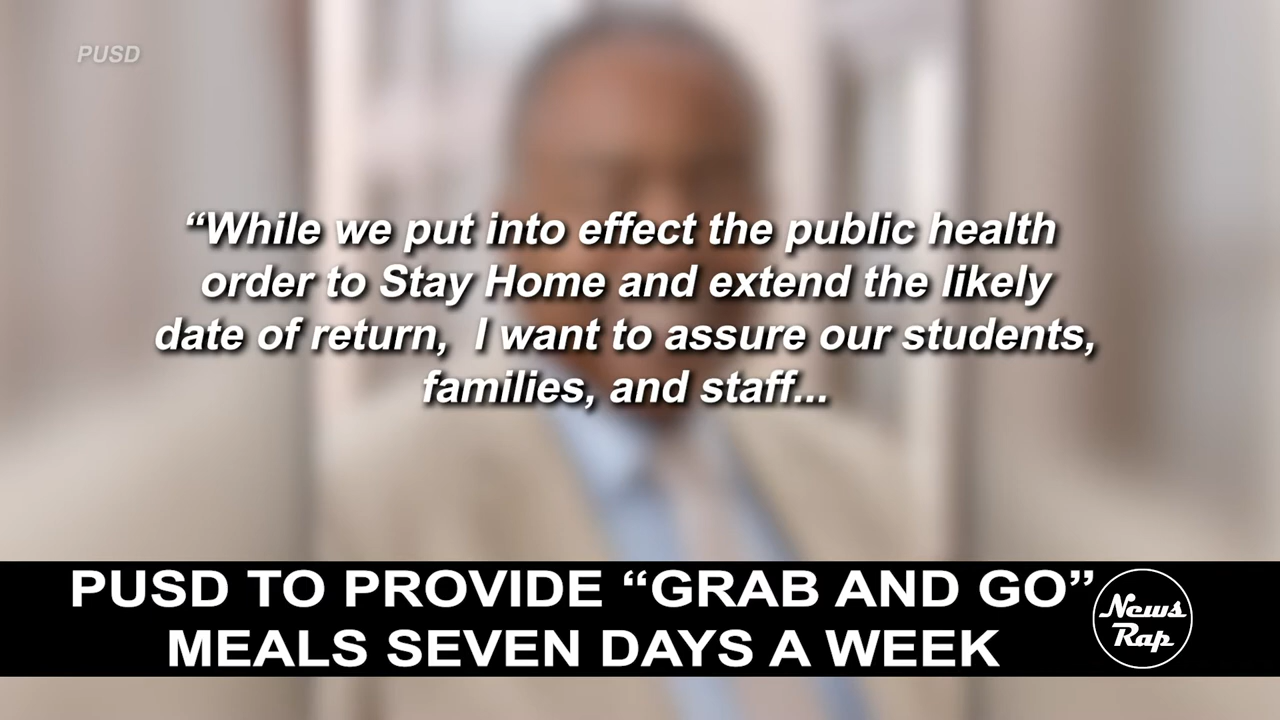 PUSD
“While we put into effect the public health
order to Stay Home and extend the likely
date of return,  I want to assure our students,
families, and staff...
PUSD TO PROVIDE “GRAB AND GO”
MEALS SEVEN DAYS A WEEK
News
Rap